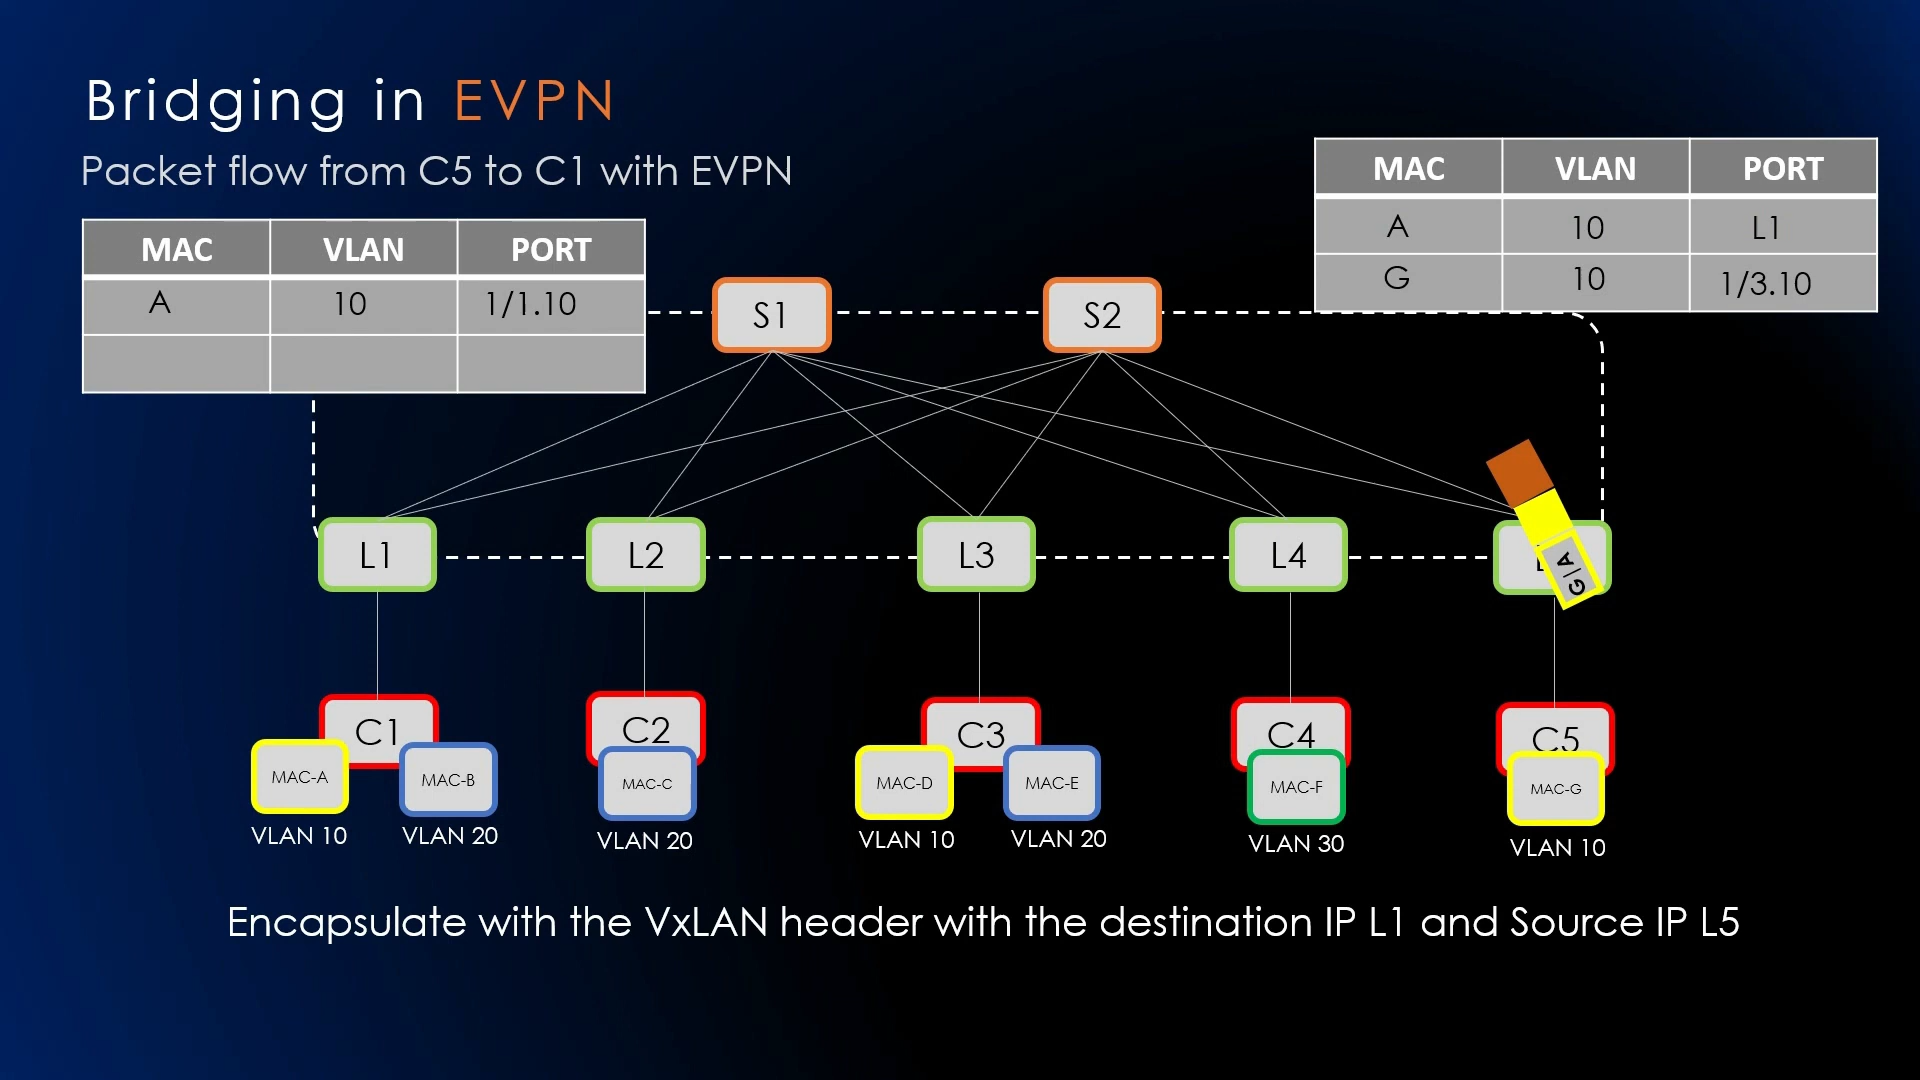 Bridging in EVPN
Packet flow from C5 to C1 with EVPN
MAC VLAN PORT
A 10 1/1.10
MAC VLAN PORT
A 10 L1
G 10 1/3.10
S1 S2
L1 L2 L3 L4
G|A
C1 C2 C3 C4 C5
MAC-A MAC-B MAC-C MAC-D MAC-E MAC-F MAC-G
VLAN 10 VLAN 20 VLAN 20 VLAN 10 VLAN 20 VLAN 30 VLAN 10
Encapsulate with the VxLAN header with the destination IP L1 and Source IP L5